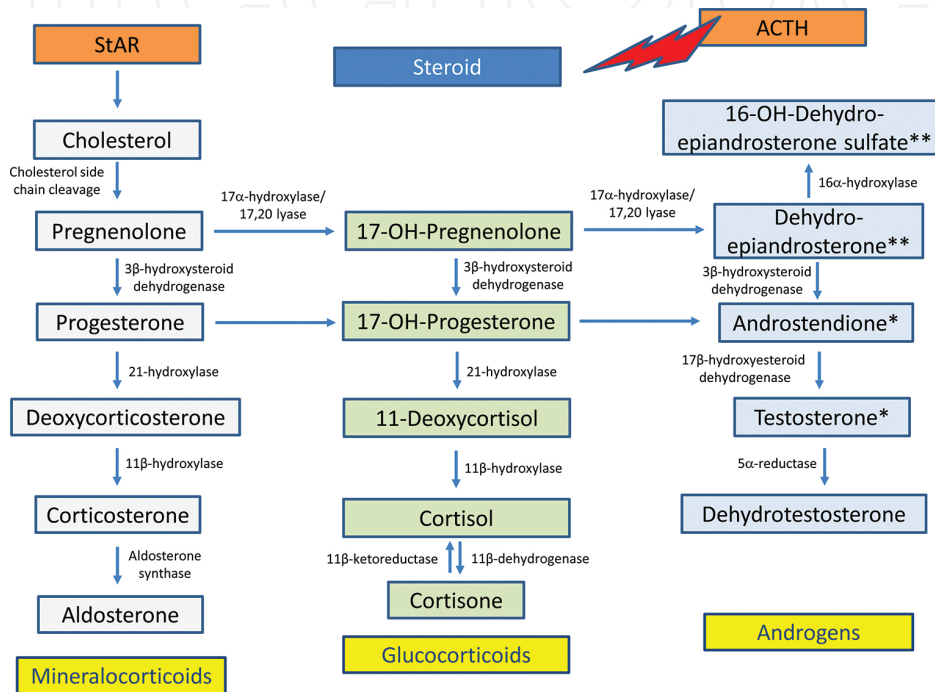 StAR
ACTH
Steroid
16-OH-Dehydro-
epiandrosterone sulfate**
Cholesterol
Cholesterol side
chain cleavage
16α-hydroxylase
17α-hydroxylase/
17,20 lyase
17α-hydroxylase/
17,20 lyase
Pregnenolone
17-OH-Pregnenolone
Dehydro-
epiandrosterone**
3β-hydroxysteroid
dehydrogenase
3β-hydroxysteroid
dehydrogenase
3β-hydroxysteroid
dehydrogenase
Progesterone
17-OH-Progesterone
Androstendione*
21-hydroxylase
21-hydroxylase
17β-hydroxyesteroid
dehydrogenase
Deoxycorticosterone
11-Deoxycortisol
Testosterone*
11β-hydroxylase
11β-hydroxylase
5α-reductase
Corticosterone
Cortisol
Dehydrotestosterone
Aldosterone
synthase
11β-ketoreductase
11β-dehydrogenase
Aldosterone
Cortisone
Mineralocorticoids
Glucocorticoids
Androgens